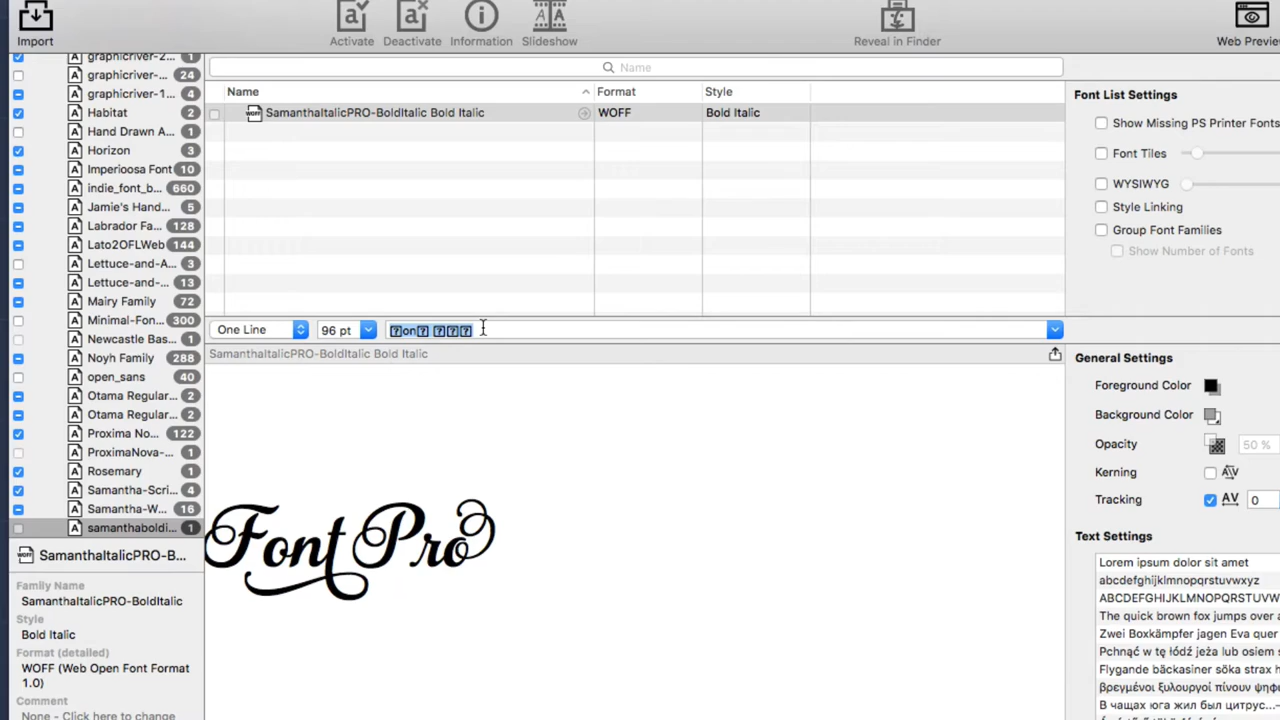 Import
Activate
Deactivate
Information
Slideshow
Reveal in Finder
Web Preview
graphicriver-2... 1
graphicriver-... 24
graphicriver-1... 4
Habitat 2
Hand Drawn A... 1
Horizon 3
Imperioosa Font 10
indie_font_b... 660
Jamie's Hand... 5
Labrador Fa... 128
Lato2OFLWeb 144
Lettuce-and-A... 3
Lettuce-and-... 13
Mairy Family 72
Minimal-Fon... 300
Newcastle Bas... 1
Noyh Family 288
open_sans 40
Otama Regular... 2
Otama Regular... 2
Proxima No... 122
ProximaNova-... 1
Rosemary 1
Samantha-Scri... 4
Samantha-W... 16
samanthaboldi... 1
SamanthaItalicPRO-B...
Family Name
SamanthaItalicPRO-BoldItalic
Style
Bold Italic
Format (detailed)
WOFF (Web Open Font Format
1.0)
Comment
None - Click here to change
Name
Name Format Style
SamanthaItalicPRO-BoldItalic Bold Italic WOFF Bold Italic
One Line 96 pt on
SamanthaItalicPRO-BoldItalic Bold Italic
Font Pro
Font List Settings
Show Missing PS Printer Fonts
Font Tiles
WYSIWYG
Style Linking
Group Font Families
Show Number of Fonts
General Settings
Foreground Color
Background Color
Opacity 50 %
Kerning AV
Tracking AV 0
Text Settings
Lorem ipsum dolor sit amet
abcdefghijklmnopqrstuvwxyz
ABCDEFGHIJKLMNOPQRSTUVWXYZ
The quick brown fox jumps over a
Zwei Boxkämpfer jagen Eva quer
Pchnąć w tę łódź jeża lub osiem s
Flygande bäckasiner söka strax h
βρεγμένοι ξυλουργοί πίνουν ψηφ
В чащах юга жил был цитрус...–